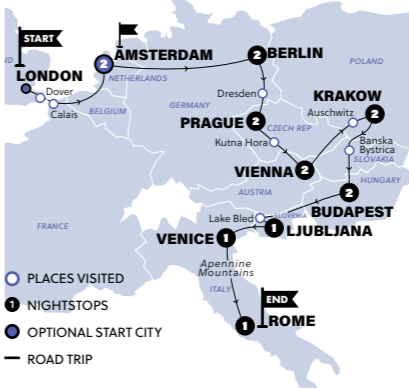 START
ND
LONDON
Dover
Calais
2
AMSTERDAM
NETHERLANDS
BELGIUM
2
BERLIN
GERMANY
POLAND
Dresden
KRAKOW
Auschwitz
2
PRAGUE
2
CZECH REP
Kutna Hora
Banska
Bystrica
SLOVAKIA
VIENNA
2
HUNGARY
AUSTRIA
2
BUDAPEST
FRANCE
Lake Bled
SLOVENIA
1
LJUBLJANA
VENICE
1
Apennine
Mountains
ITALY
END
1
ROME
PLACES VISITED
1 NIGHTSTOPS
OPTIONAL START CITY
ROAD TRIP